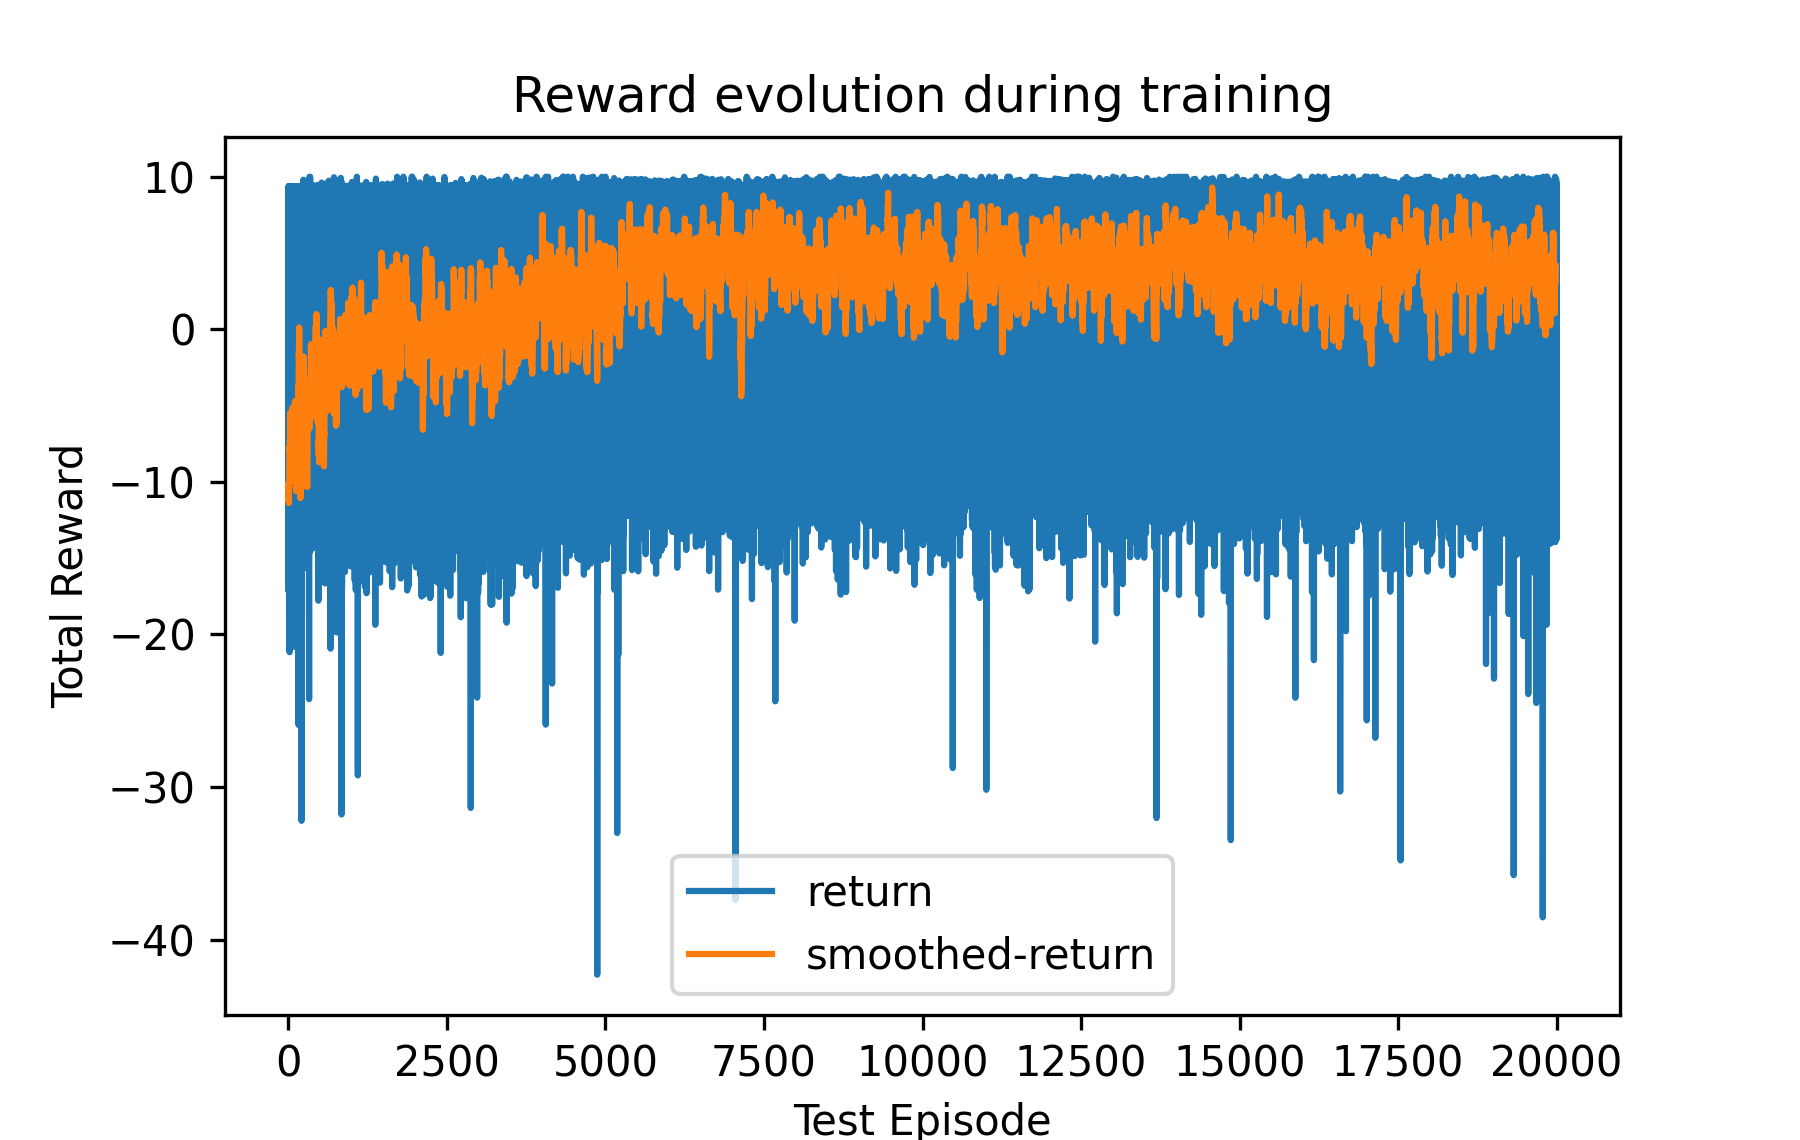 Reward evolution during training
Total Reward
10
0
−10
−20
−30
−40
return
smoothed-return
0 2500 5000 7500 10000 12500 15000 17500 20000
Test Episode